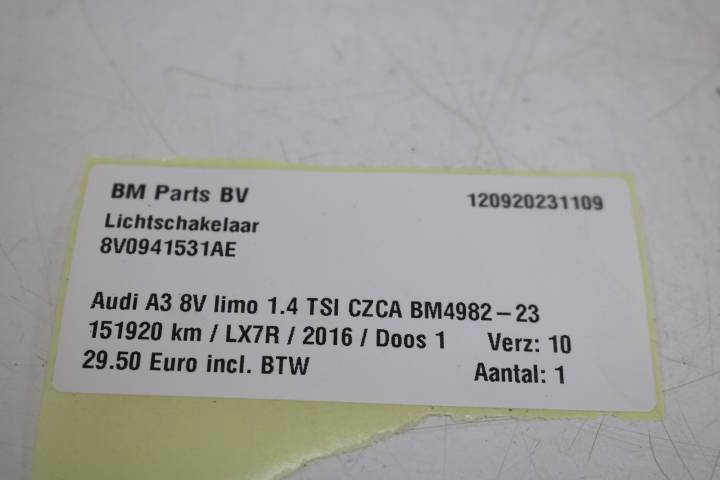 BM Parts BV 120920231109
Lichtschakelaar
8V0941531AE
Audi A3 8V limo 1.4 TSI CZCA BM4982-23
151920 km / LX7R / 2016 / Doos 1 Verz: 10
29.50 Euro incl. BTW Aantal: 1